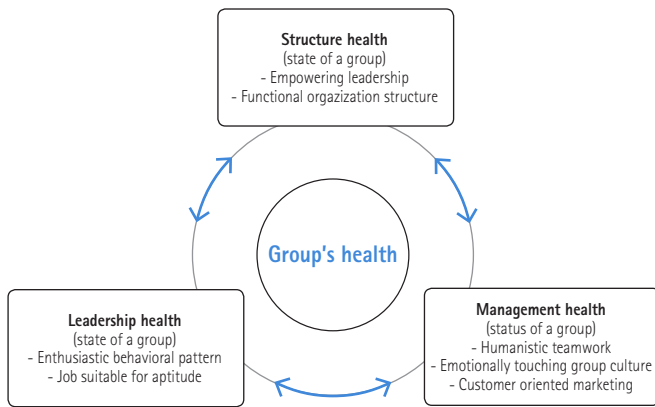 Structure health
(state of a group)
- Empowering leadership
- Functional orgazization structure
Group's health
Leadership health
(state of a group)
- Enthusiastic behavioral pattern
- Job suitable for aptitude
Management health
(status of a group)
- Humanistic teamwork
- Emotionally touching group culture
- Customer oriented marketing